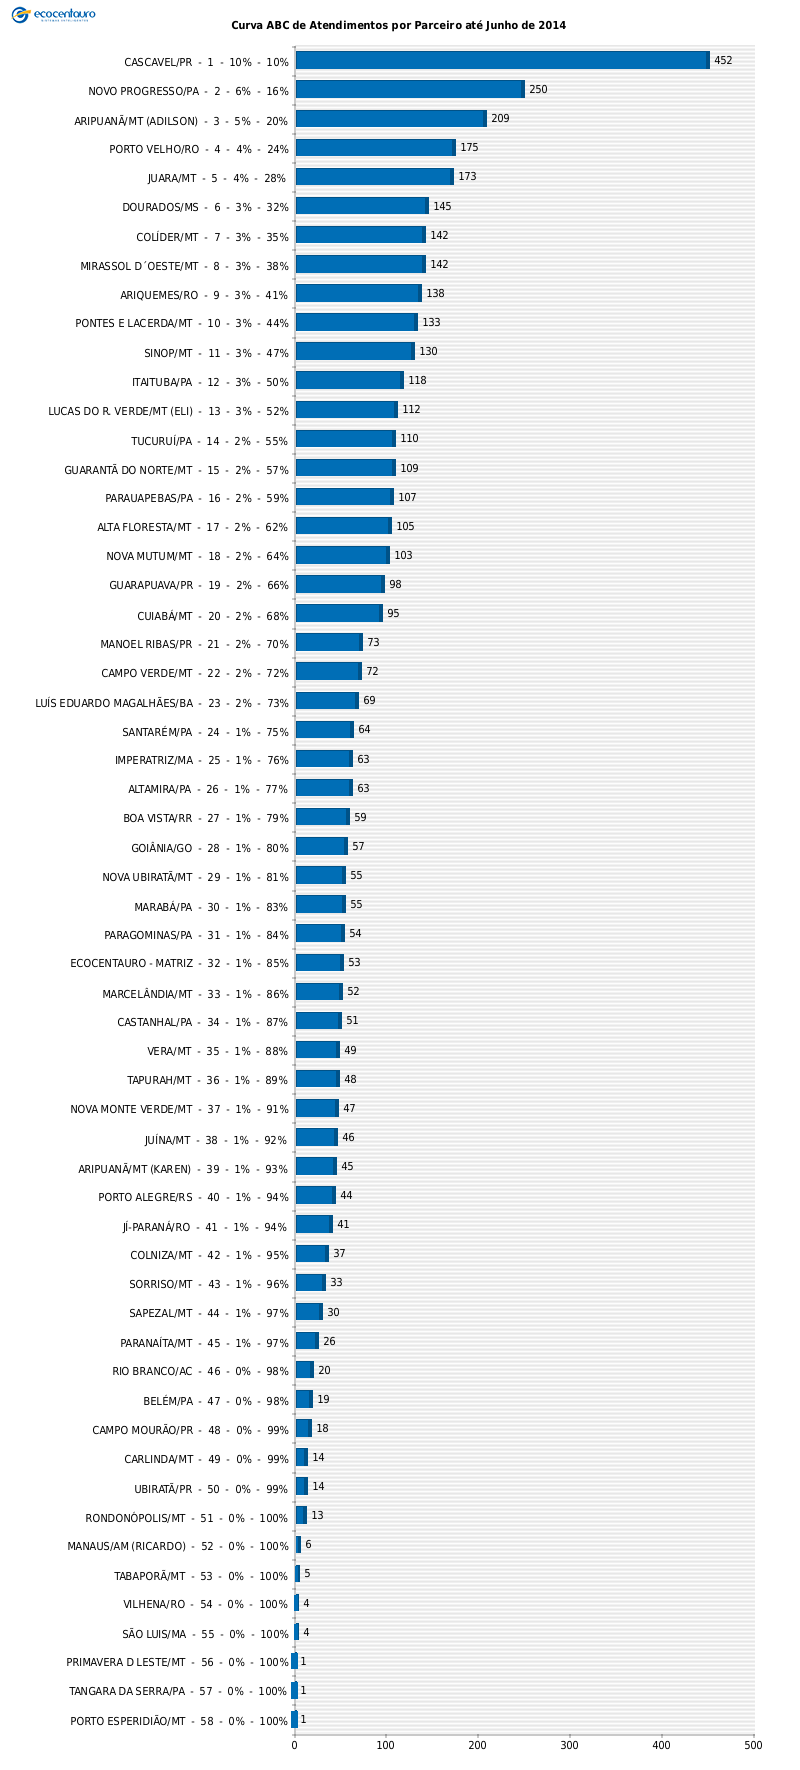 ecocentauro
Curva ABC de Atendimentos por Parceiro até Junho de 2014
CASCAVEL/PR - 1 - 10% - 10% 452
NOVO PROGRESSO/PA - 2 - 6% - 16% 250
ARIPUANÃ/MT (ADILSON) - 3 - 5% - 20% 209
PORTO VELHO/RO - 4 - 4% - 24% 175
JUARA/MT - 5 - 4% - 28% 173
DOURADOS/MS - 6 - 3% - 32% 145
COLÍDER/MT - 7 - 3% - 35% 142
MIRASSOL D´OESTE/MT - 8 - 3% - 38% 142
ARIQUEMES/RO - 9 - 3% - 41% 138
PONTES E LACERDA/MT - 10 - 3% - 44% 133
SINOP/MT - 11 - 3% - 47% 130
ITAITUBA/PA - 12 - 3% - 50% 118
LUCAS DO R. VERDE/MT (ELI) - 13 - 3% - 52% 112
TUCURUÍ/PA - 14 - 2% - 55% 110
GUARANTÃ DO NORTE/MT - 15 - 2% - 57% 109
PARAUAPEBAS/PA - 16 - 2% - 59% 107
ALTA FLORESTA/MT - 17 - 2% - 62% 105
NOVA MUTUM/MT - 18 - 2% - 64% 103
GUARAPUAVA/PR - 19 - 2% - 66% 98
CUIABÁ/MT - 20 - 2% - 68% 95
MANOEL RIBAS/PR - 21 - 2% - 70% 73
CAMPO VERDE/MT - 22 - 2% - 72% 72
LUÍS EDUARDO MAGALHÃES/BA - 23 - 2% - 73% 69
SANTARÉM/PA - 24 - 1% - 75% 64
IMPERATRIZ/MA - 25 - 1% - 76% 63
ALTAMIRA/PA - 26 - 1% - 77% 63
BOA VISTA/RR - 27 - 1% - 79% 59
GOIÂNIA/GO - 28 - 1% - 80% 57
NOVA UBIRATÃ/MT - 29 - 1% - 81% 55
MARABÁ/PA - 30 - 1% - 83% 55
PARAGOMINAS/PA - 31 - 1% - 84% 54
ECOCENTAURO - MATRIZ - 32 - 1% - 85% 53
MARCELÂNDIA/MT - 33 - 1% - 86% 52
CASTANHAL/PA - 34 - 1% - 87% 51
VERA/MT - 35 - 1% - 88% 49
TAPURAH/MT - 36 - 1% - 89% 48
NOVA MONTE VERDE/MT - 37 - 1% - 91% 47
JUÍNA/MT - 38 - 1% - 92% 46
ARIPUANÃ/MT (KAREN) - 39 - 1% - 93% 45
PORTO ALEGRE/RS - 40 - 1% - 94% 44
JÍ-PARANÁ/RO - 41 - 1% - 94% 41
COLNIZA/MT - 42 - 1% - 95% 37
SORRISO/MT - 43 - 1% - 96% 33
SAPEZAL/MT - 44 - 1% - 97% 30
PARANAÍTA/MT - 45 - 1% - 97% 26
RIO BRANCO/AC - 46 - 0% - 98% 20
BELÉM/PA - 47 - 0% - 98% 19
CAMPO MOURÃO/PR - 48 - 0% - 99% 18
CARLINDA/MT - 49 - 0% - 99% 14
UBIRATÃ/PR - 50 - 0% - 99% 14
RONDONÓPOLIS/MT - 51 - 0% - 100% 13
MANAUS/AM (RICARDO) - 52 - 0% - 100% 6
TABAPORÃ/MT - 53 - 0% - 100% 5
VILHENA/RO - 54 - 0% - 100% 4
SÃO LUIS/MA - 55 - 0% - 100% 4
PRIMAVERA D LESTE/MT - 56 - 0% - 100% 1
TANGARA DA SERRA/PA - 57 - 0% - 100% 1
PORTO ESPERIDIÃO/MT - 58 - 0% - 100% 1
0 100 200 300 400 500